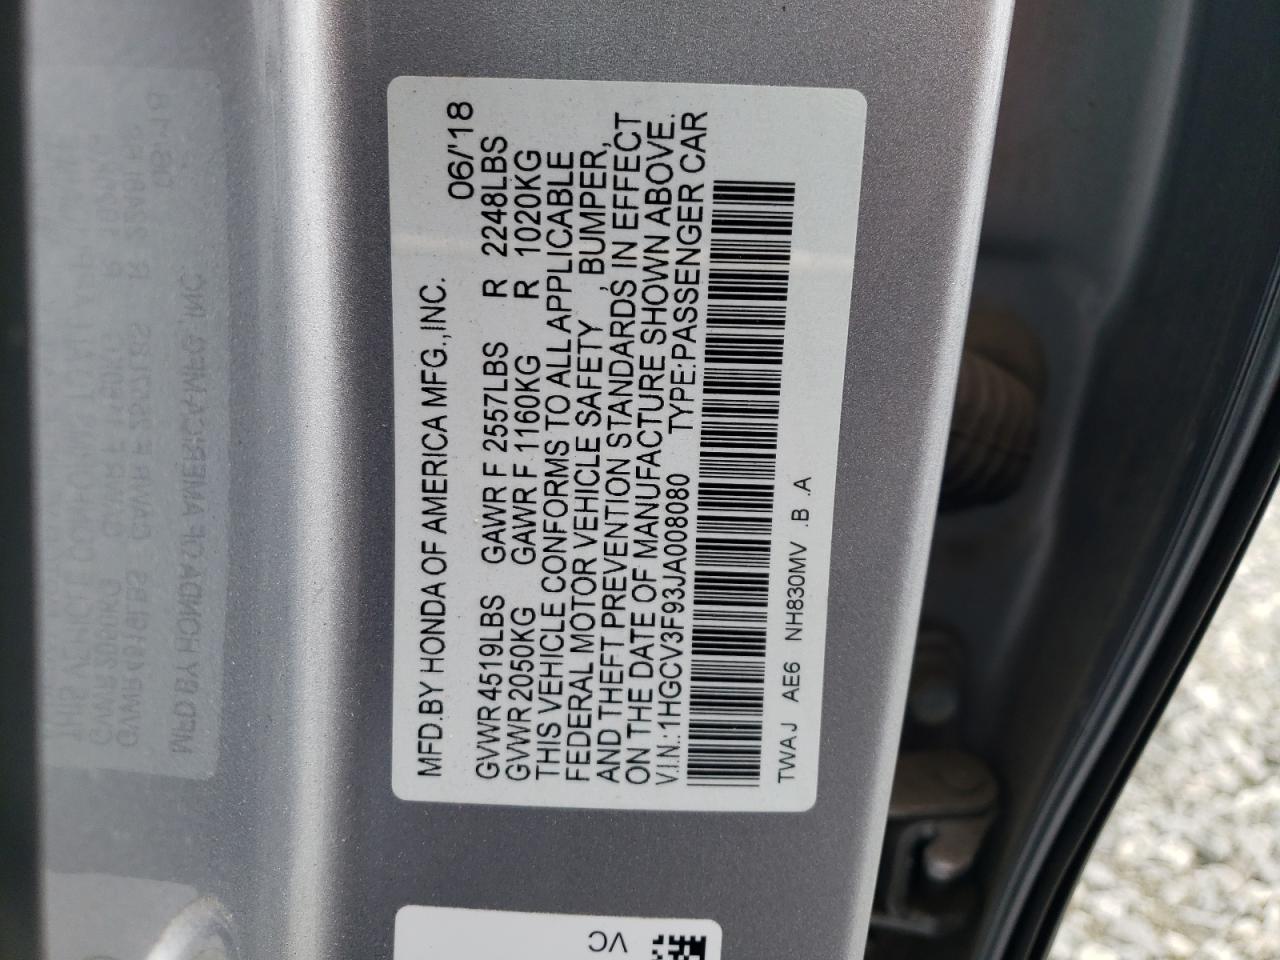 MFD.BY HONDA OF AMERICA MFG.,INC. 06/'18
GVWR 4519LBS GAWR F 2557LBS R 2248LBS
GVWR 2050KG GAWR F 1160KG R 1020KG
THIS VEHICLE CONFORMS TO ALL APPLICABLE
FEDERAL MOTOR VEHICLE SAFETY , BUMPER,
AND THEFT PREVENTION STANDARDS IN EFFECT
ON THE DATE OF MANUFACTURE SHOWN ABOVE.
V.I.N.:1HGCV3F93JA008080 TYPE:PASSENGER CAR
TWAJ AE6 NH830MV .B .A
VC